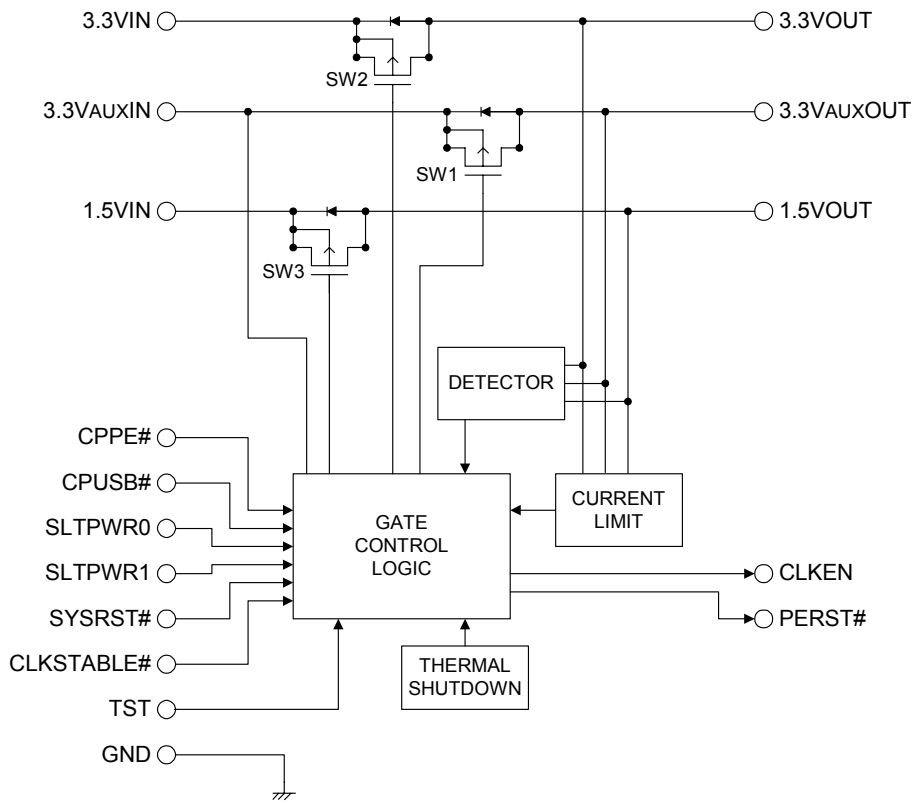 3.3VIN
3.3VOUT
SW2
3.3VAUXIN
3.3VAUXOUT
SW1
1.5VIN
1.5VOUT
SW3
DETECTOR
CPPE#
CPUSB#
SLTPWR0
SLTPWR1
SYSRST#
CLKSTABLE#
TST
GND
GATE
CONTROL
LOGIC
CURRENT
LIMIT
CLKEN
PERST#
THERMAL
SHUTDOWN